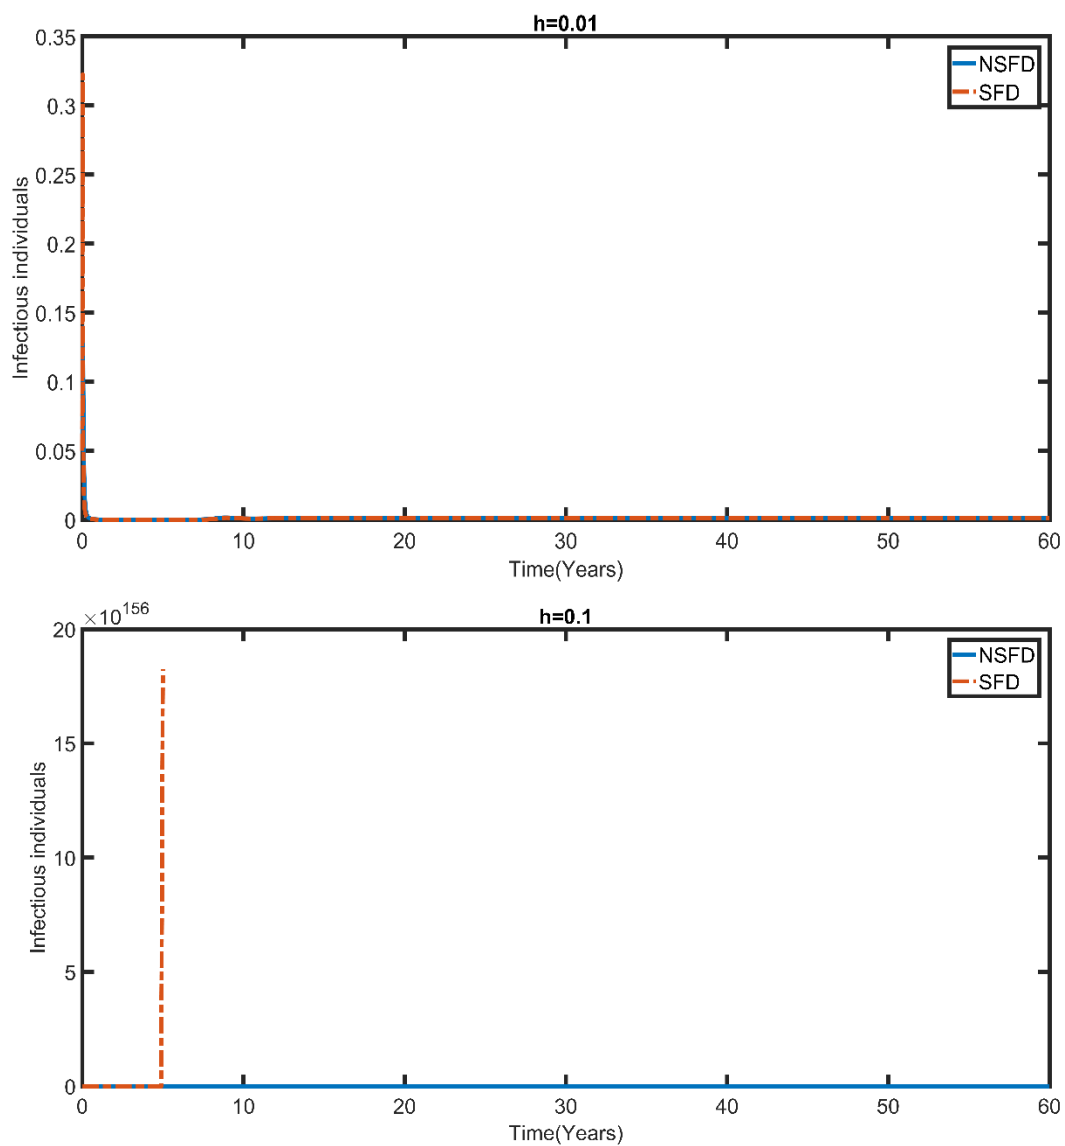 h=0.01
0.35
0.3
0.25
0.2
0.15
0.1
0.05
0
Infectious individuals
NSFD
SFD
0 10 20 30 40 50 60
Time(Years)
h=0.1
×10^156
20
15
10
5
0
Infectious individuals
NSFD
SFD
0 10 20 30 40 50 60
Time(Years)